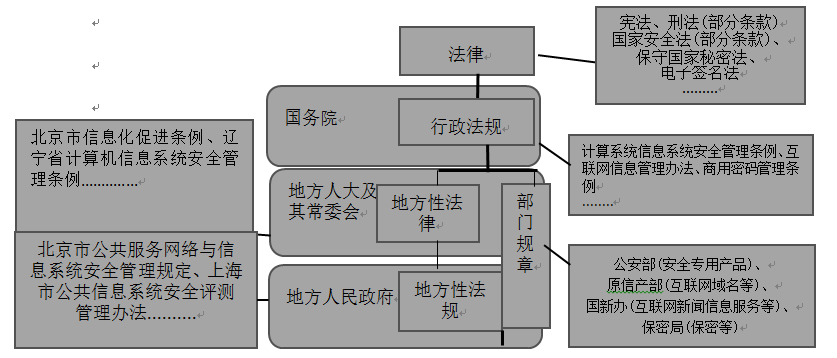 法律
宪法、刑法(部分条款)
国家安全法(部分条款)、
保守国家秘密法、
电子签名法
.........
国务院
行政法规
计算系统信息系统安全管理条例、互
联网信息管理办法、商用密码管理条
例
........
北京市信息化促进条例、辽
宁省计算机信息系统安全管
理条例..............
地方人大及
其常委会
地方性法
律
部
门
规
章
北京市公共服务网络与信
息系统安全管理规定、上海
市公共信息系统安全评测
管理办法..........
地方人民政府
地方性法
规
公安部(安全专用产品)、
原信产部(互联网域名等)、
国新办(互联网新闻信息服务等)、
保密局(保密等)